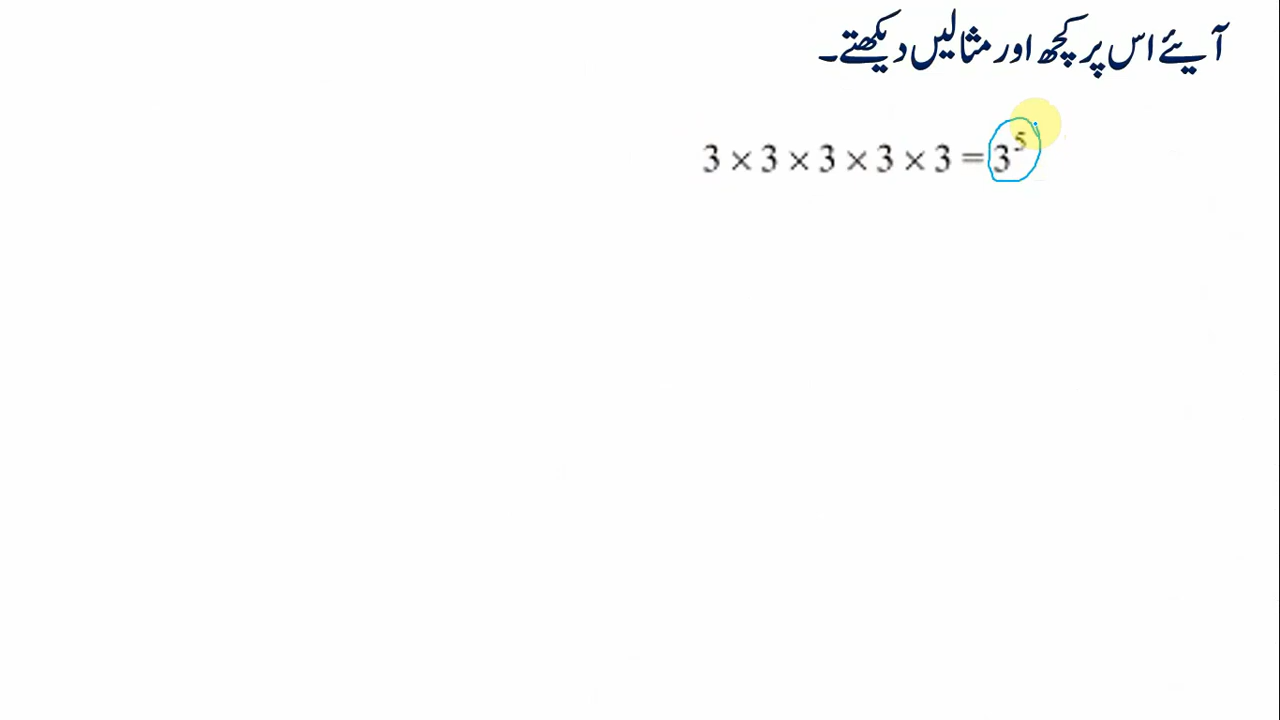 آیئے اس پر کچھ اور مثالیں دیکھتے۔
3 × 3 × 3 × 3 × 3 = 3⁵